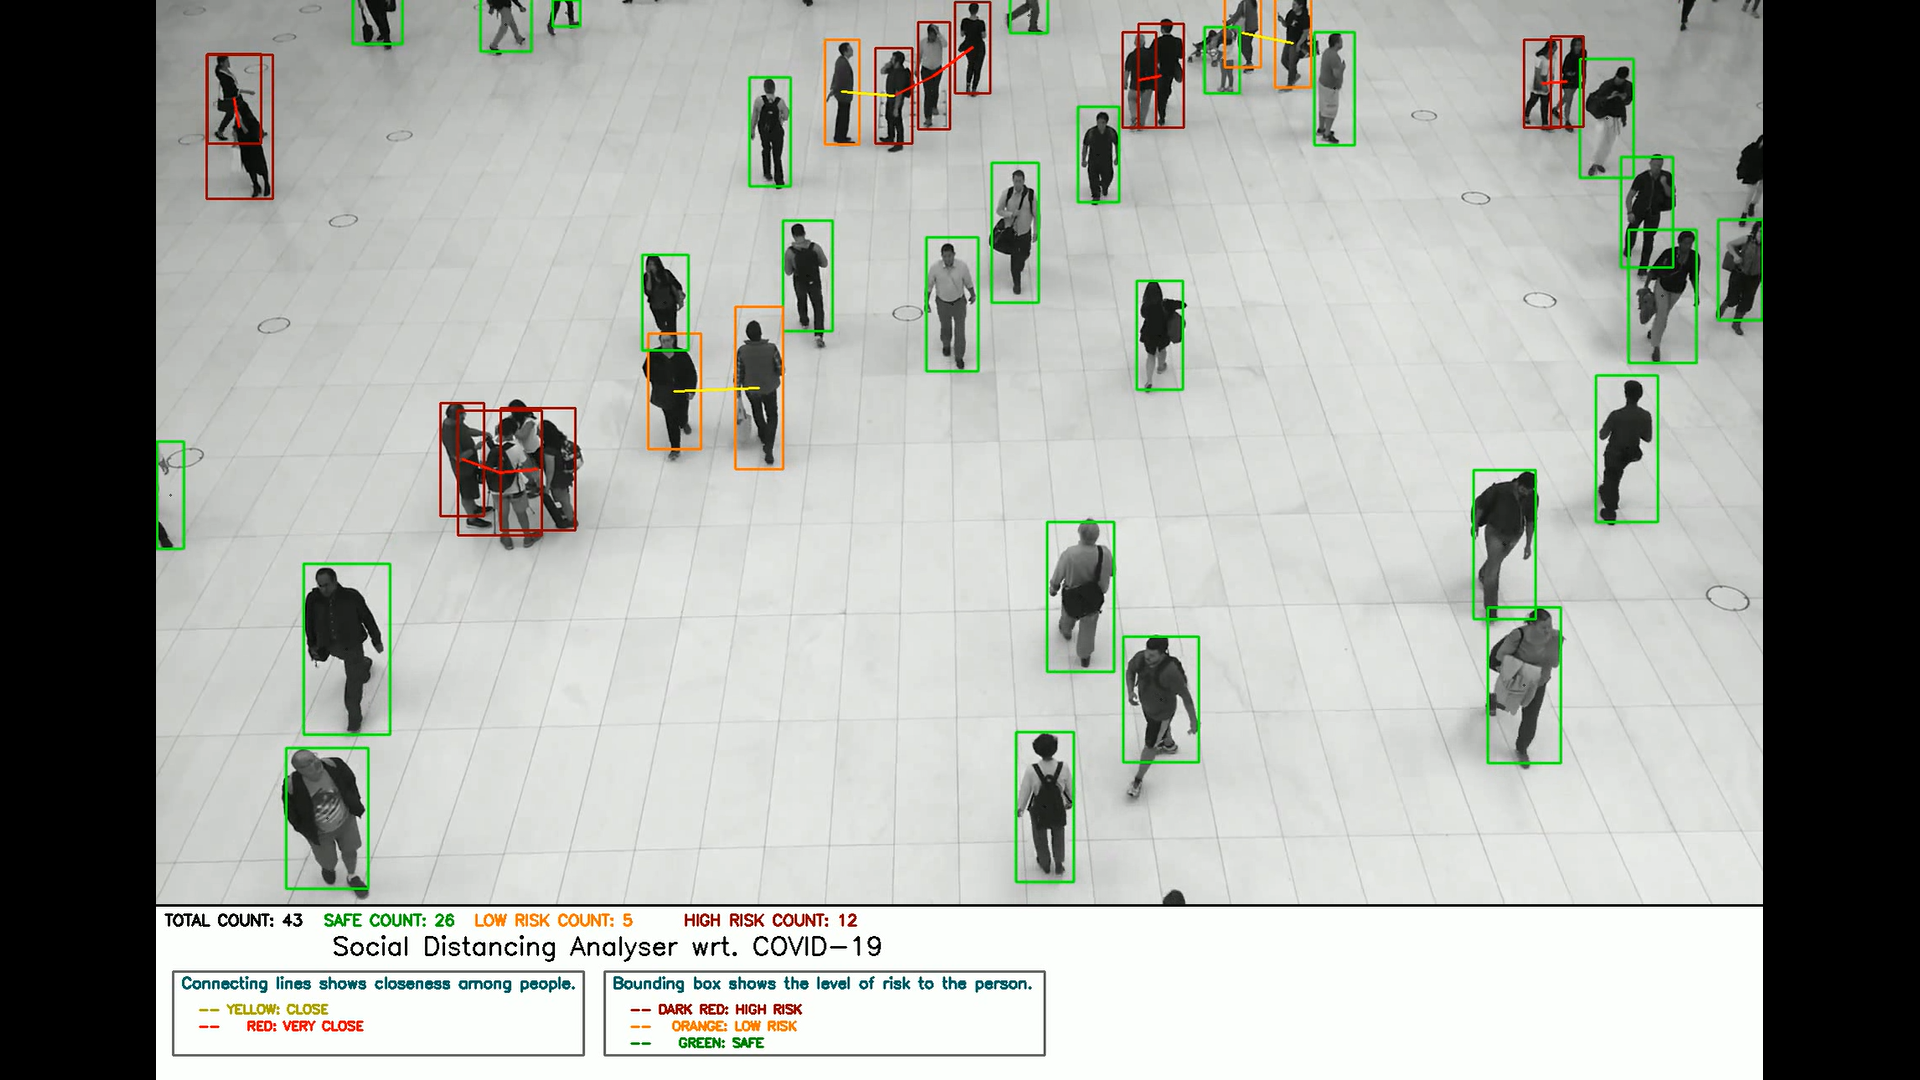 TOTAL COUNT: 43 SAFE COUNT: 26 LOW RISK COUNT: 5 HIGH RISK COUNT: 12
Social Distancing Analyser wrt. COVID-19
Connecting lines shows closeness among people.
-- YELLOW: CLOSE
-- RED: VERY CLOSE
Bounding box shows the level of risk to the person.
-- DARK RED: HIGH RISK
-- ORANGE: LOW RISK
-- GREEN: SAFE